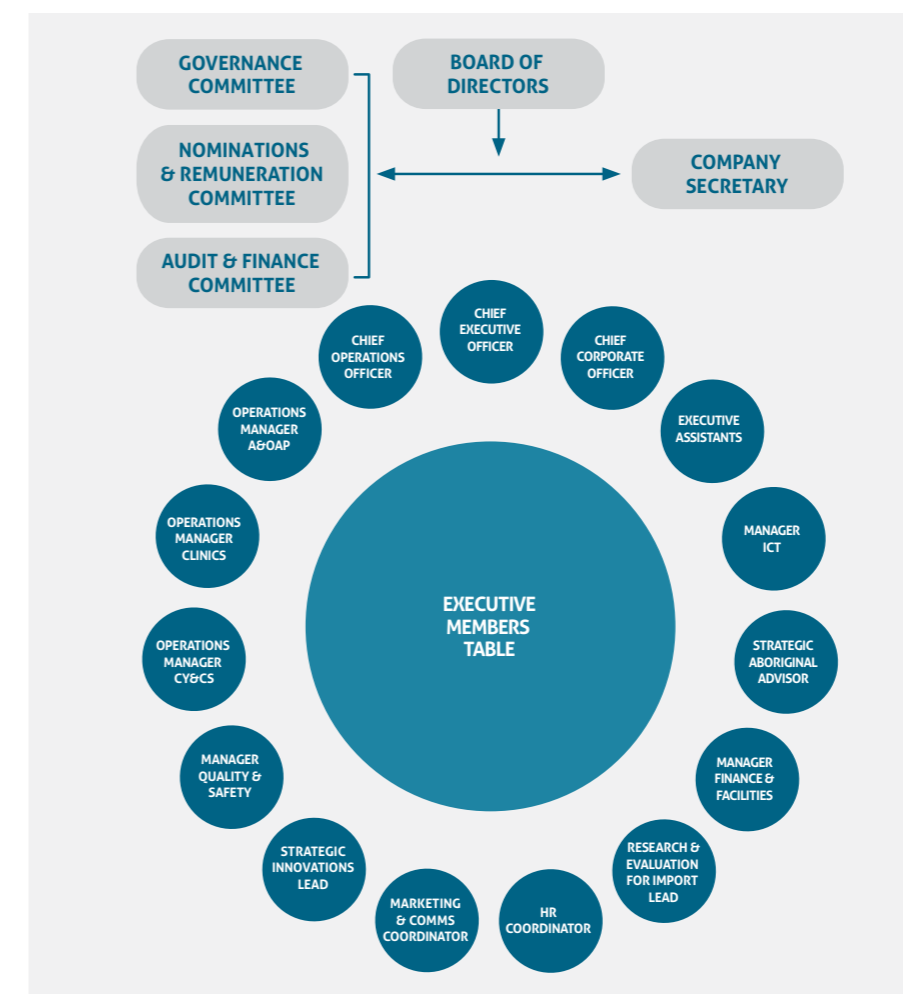 GOVERNANCE
COMMITTEE
BOARD OF
DIRECTORS
NOMINATIONS
& REMUNERATION
COMMITTEE
COMPANY
SECRETARY
AUDIT & FINANCE
COMMITTEE
CHIEF
EXECUTIVE
OFFICER
CHIEF
OPERATIONS
OFFICER
CHIEF
CORPORATE
OFFICER
OPERATIONS
MANAGER
A&OAP
EXECUTIVE
ASSISTANTS
OPERATIONS
MANAGER
CLINICS
MANAGER
ICT
EXECUTIVE
MEMBERS
TABLE
OPERATIONS
MANAGER
CY&CS
STRATEGIC
ABORIGINAL
ADVISOR
MANAGER
QUALITY &
SAFETY
MANAGER
FINANCE &
FACILITIES
STRATEGIC
INNOVATIONS
LEAD
RESEARCH &
EVALUATION
FOR IMPORT
LEAD
MARKETING
& COMMS
COORDINATOR
HR
COORDINATOR